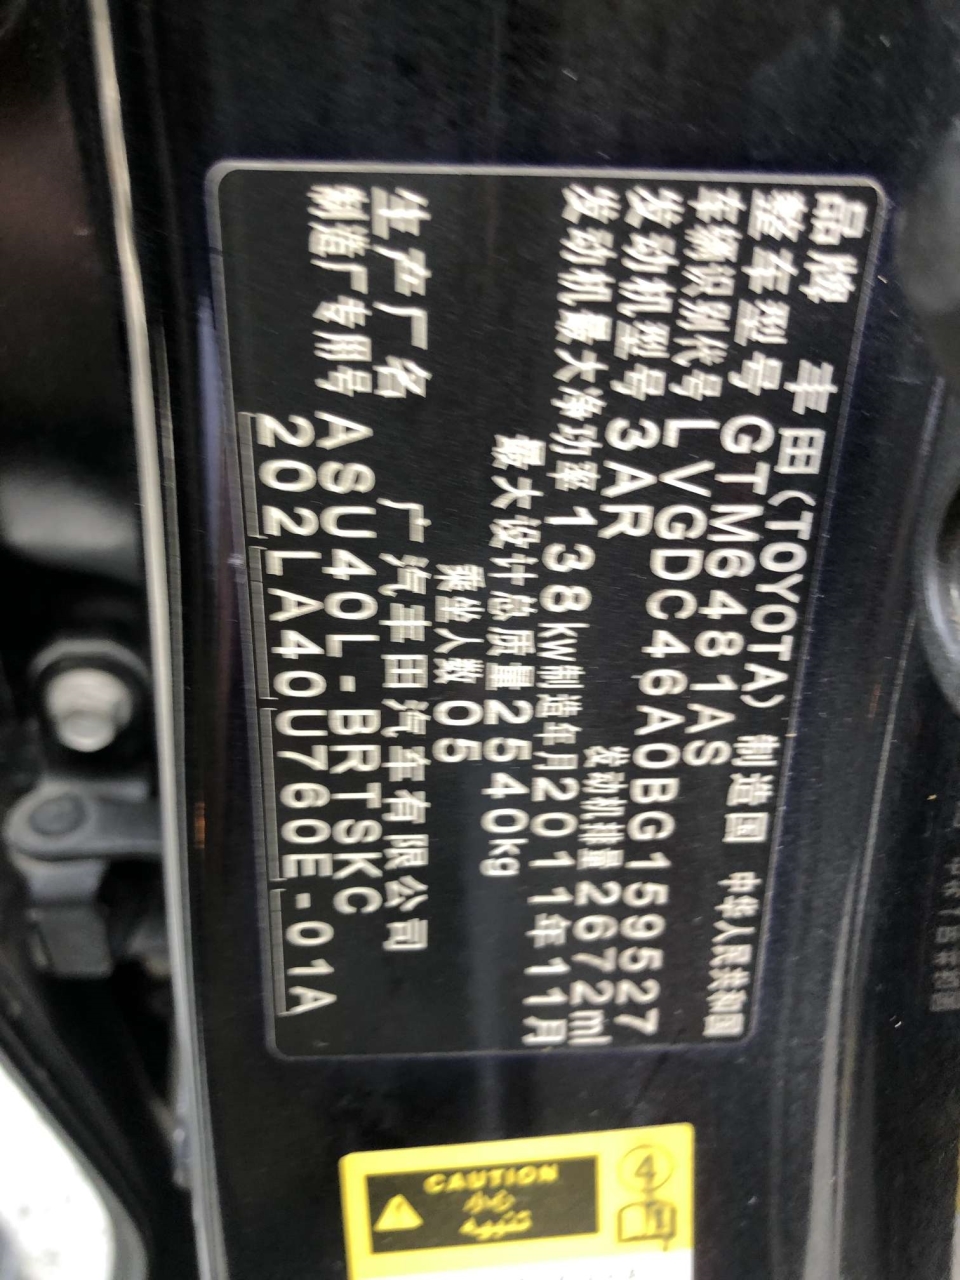 品牌 丰田(TOYOTA) 制造国 中华人民共和国
整车型号 GTM6481AS
车辆识别代号 LVGDC46A0BG159527
发动机型号 3AR 发动机排量 2672ml
发动机最大净功率 138kw 制造年月 2011年11月
最大设计总质量 2540kg
乘坐人数 05
生产厂名 广汽丰田汽车有限公司
制造厂专用号 ASU40L-BRTSKC
202LA40U760E-01A
4
CAUTION